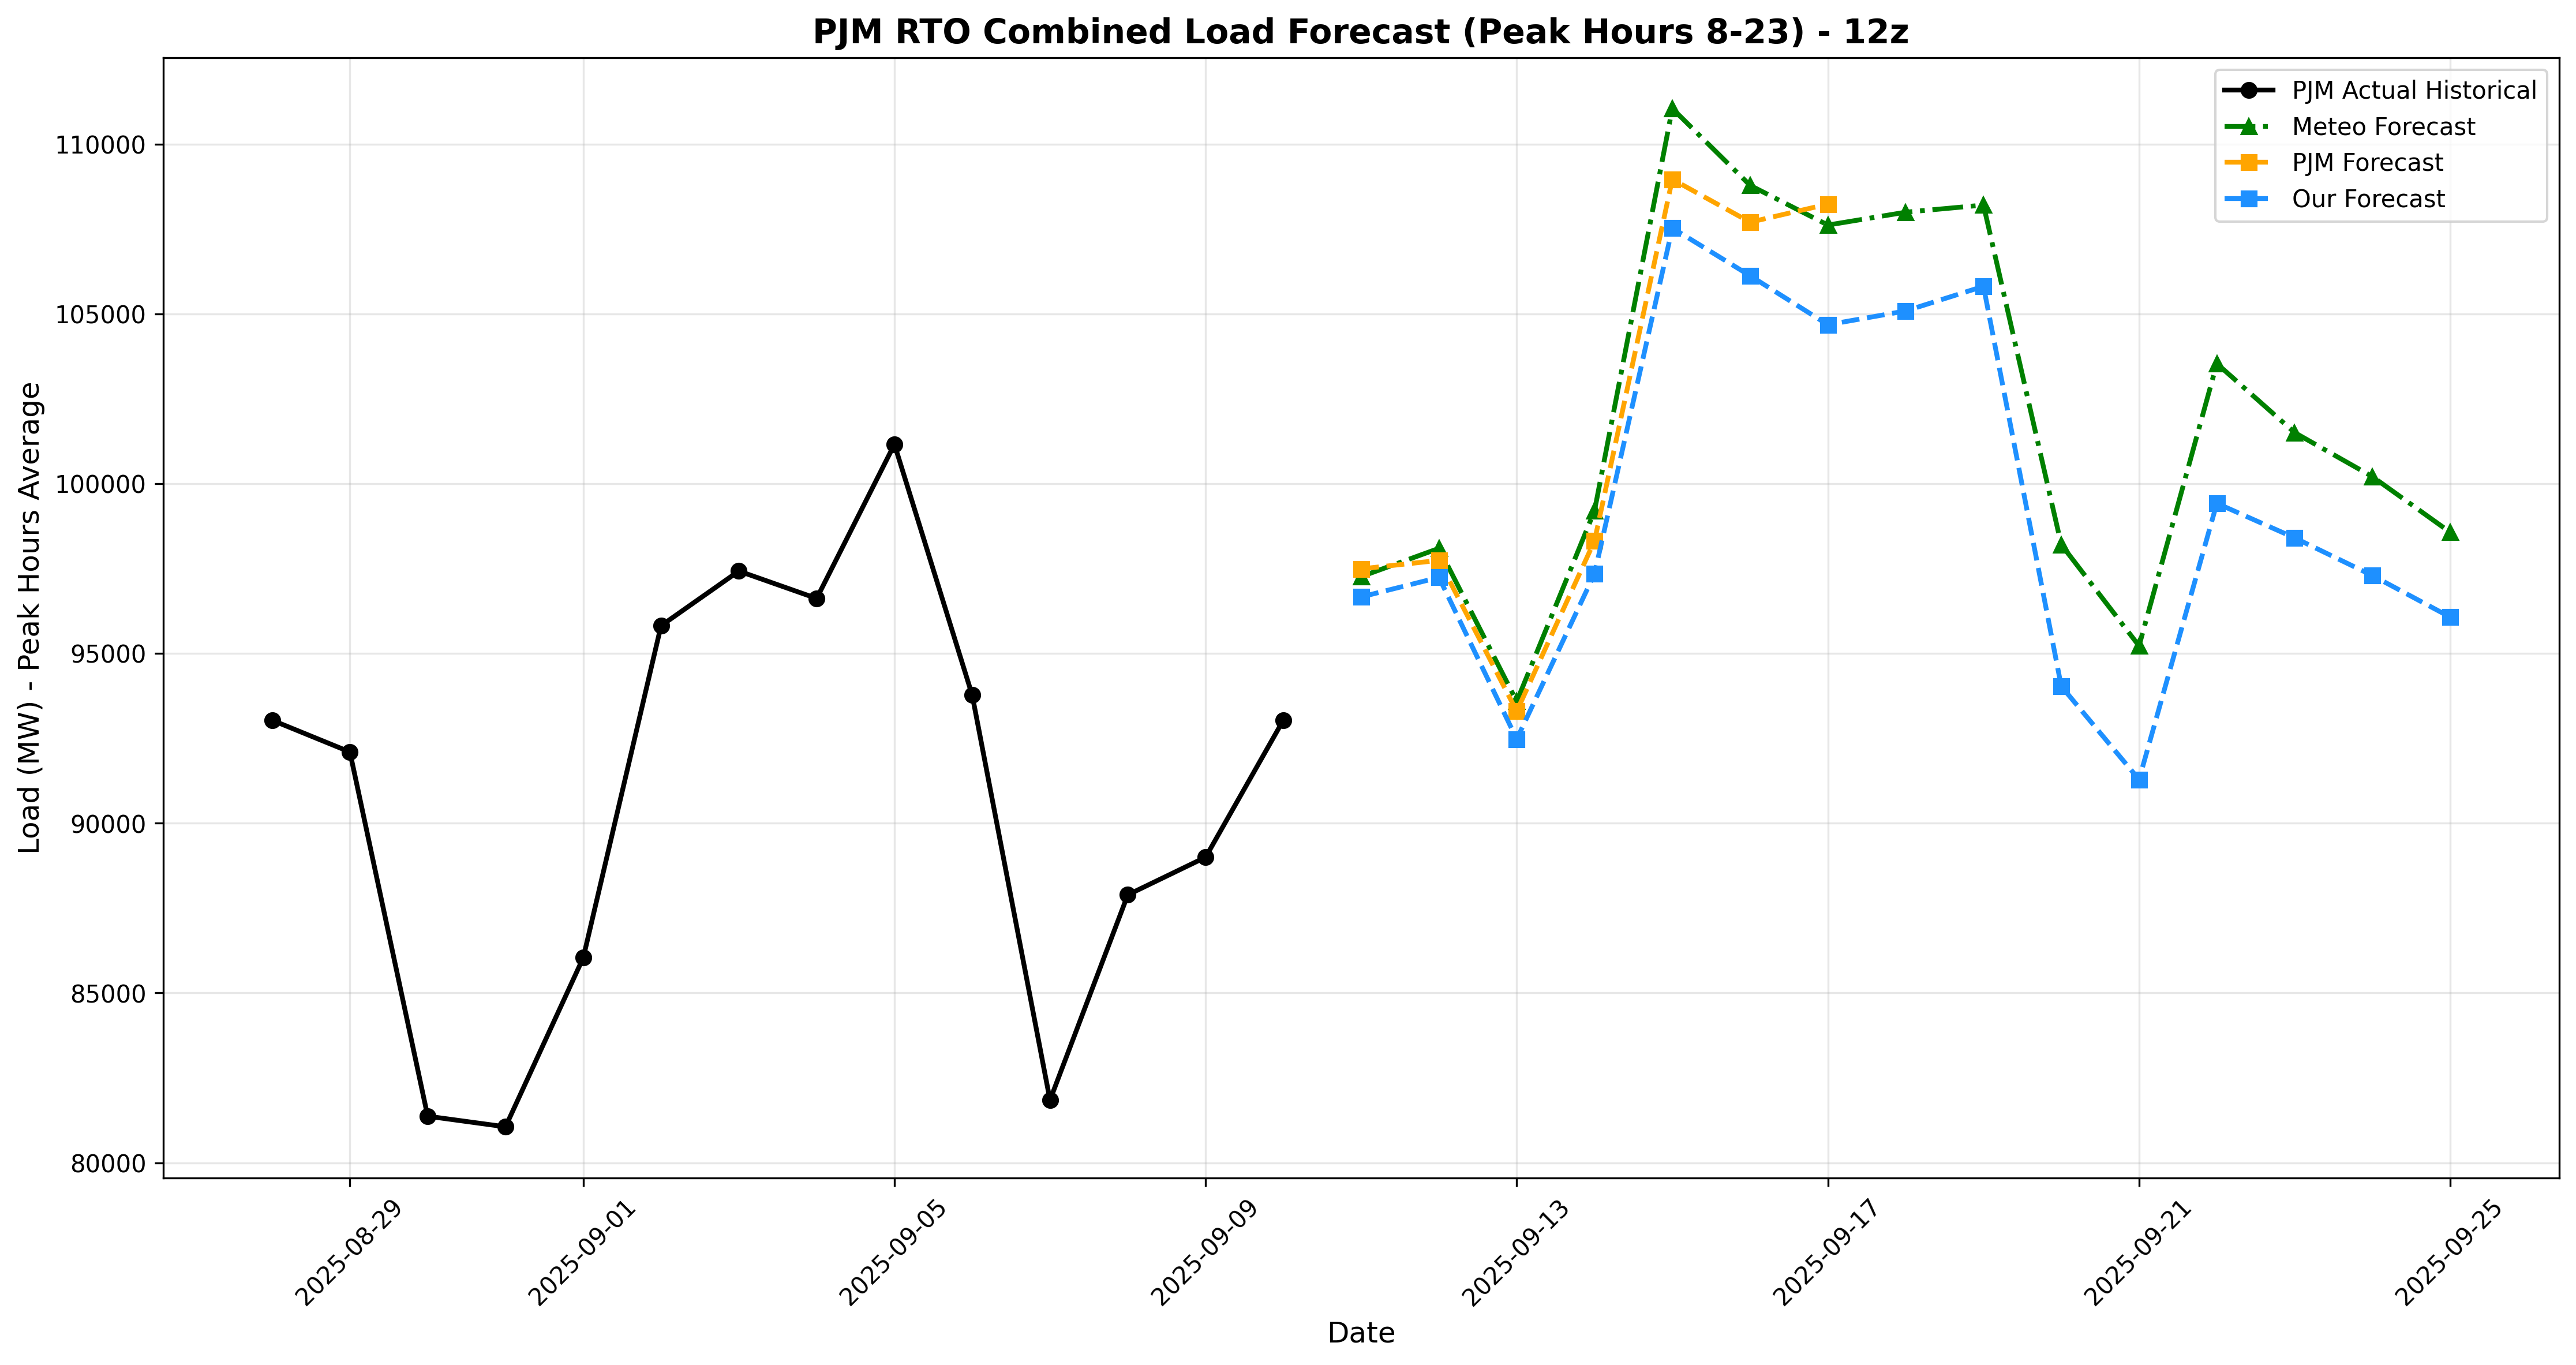 PJM RTO Combined Load Forecast (Peak Hours 8-23) - 12z
PJM Actual Historical
Meteo Forecast
PJM Forecast
Our Forecast
Load (MW) - Peak Hours Average
110000
105000
100000
95000
90000
85000
80000
2025-08-29
2025-09-01
2025-09-05
2025-09-09
2025-09-13
2025-09-17
2025-09-21
2025-09-25
Date